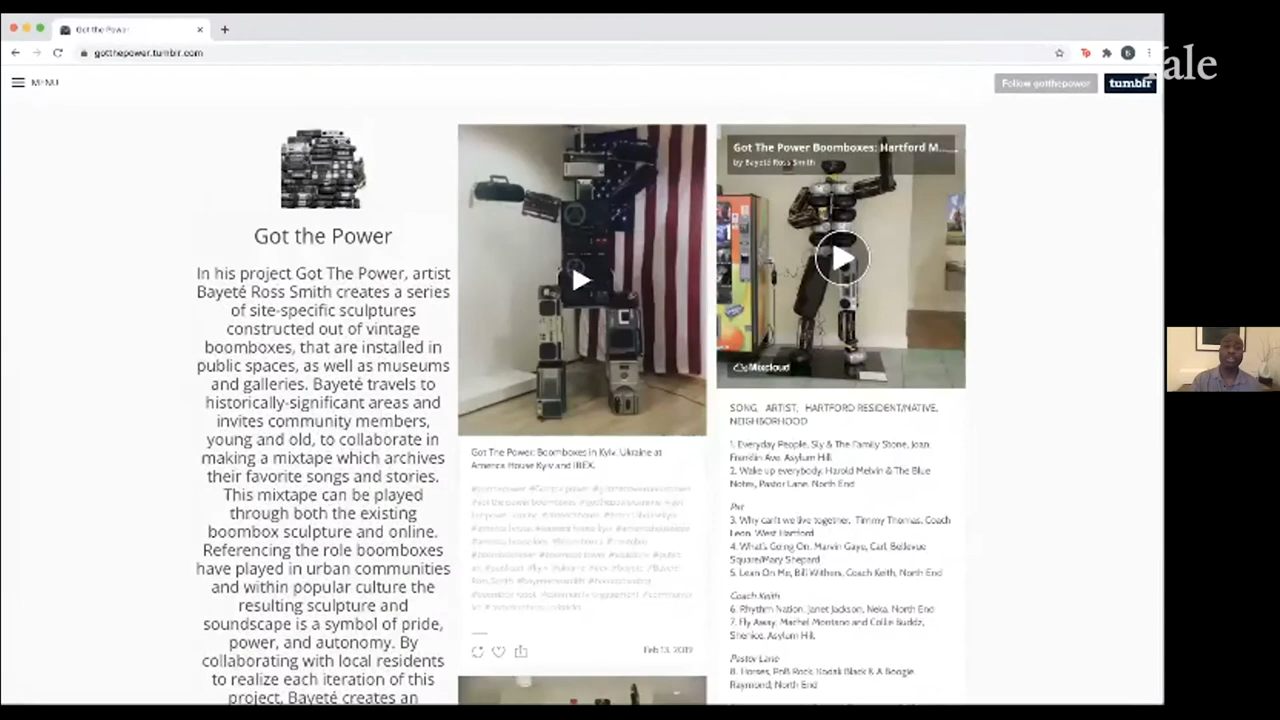 Got the Power
gotthepower.tumblr.com
Yale
MENU
Follow gotthepower
tumblr
Got the Power
In his project Got The Power, artist
Bayeté Ross Smith creates a series
of site-specific sculptures
constructed out of vintage
boomboxes, that are installed in
public spaces, as well as museums
and galleries. Bayeté travels to
historically-significant areas and
invites community members,
young and old, to collaborate in
making a mixtape which archives
their favorite songs and stories.
This mixtape can be played
through both the existing
boombox sculpture and online.
Referencing the role boomboxes
have played in urban communities
and within popular culture the
resulting sculpture and
soundscape is a symbol of pride,
power, and autonomy. By
collaborating with local residents
to realize each iteration of this
project, Bayeté creates an
Got The Power: Boomboxes in Kyiv, Ukraine at
America House Kyiv and IREX.
Feb 13, 2019
Got The Power Boomboxes: Hartford M...
by Bayeté Ross Smith
Mixcloud
SONG, ARTIST, HARTFORD RESIDENT/NATIVE,
NEIGHBORHOOD
1. Everyday People, Sly & The Family Stone, Joan,
Franklin Ave, Asylum Hill
2. Wake up everybody, Harold Melvin & The Blue
Notes, Pastor Lane, North End
3. Why can't we live together, Timmy Thomas, Coach
Leon, West Hartford
4. What's Going On, Marvin Gaye, Carl, Bellevue
Square/Mary Shepard
5. Lean On Me, Bill Withers, Coach Keith, North End
Coach Keith
6. Rhythm Nation, Janet Jackson, Neka, North End
7. Fly Away, Machel Montano and Collie Buddz,
Shenice, Asylum Hill
Pastor Lane
8. Horses, PnB Rock, Kodak Black & A Boogie
Raymond, North End